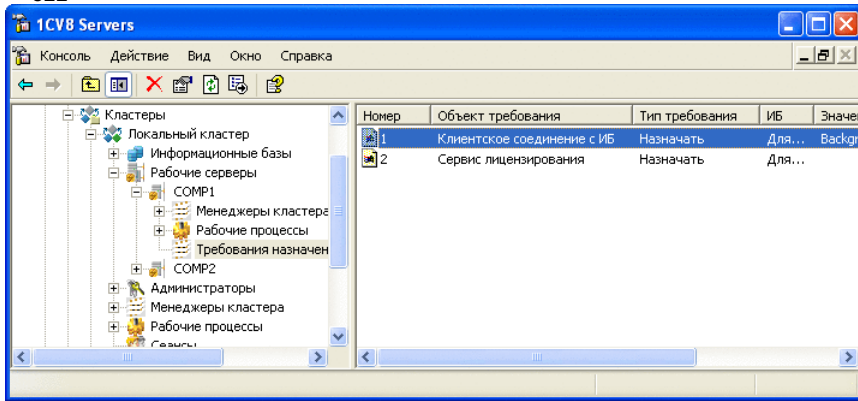 1CV8 Servers
Консоль Действие Вид Окно Справка
Кластеры
Локальный кластер
Информационные базы
Рабочие серверы
COMP1
Менеджеры кластера
Рабочие процессы
Требования назначен
COMP2
Администраторы
Менеджеры кластера
Рабочие процессы
Сеансы
Номер Объект требования Тип требования ИБ Значе
1 Клиентское соединение с ИБ Назначать Для... Backgr
2 Сервис лицензирования Назначать Для...